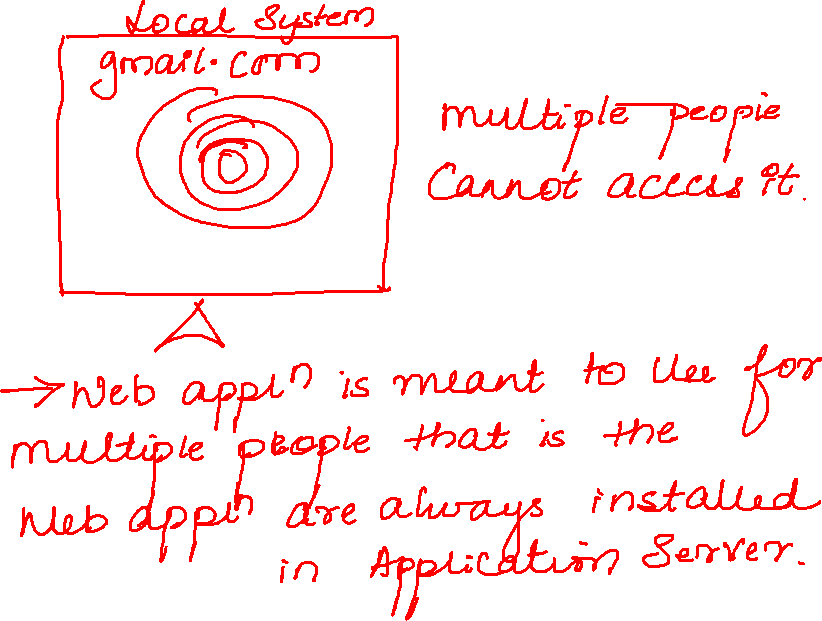 Local System
gmail.com
multiple people
Cannot access it.
→ Web appln is meant to use for
multiple people that is the
Web appln are always installed
in Application Server.